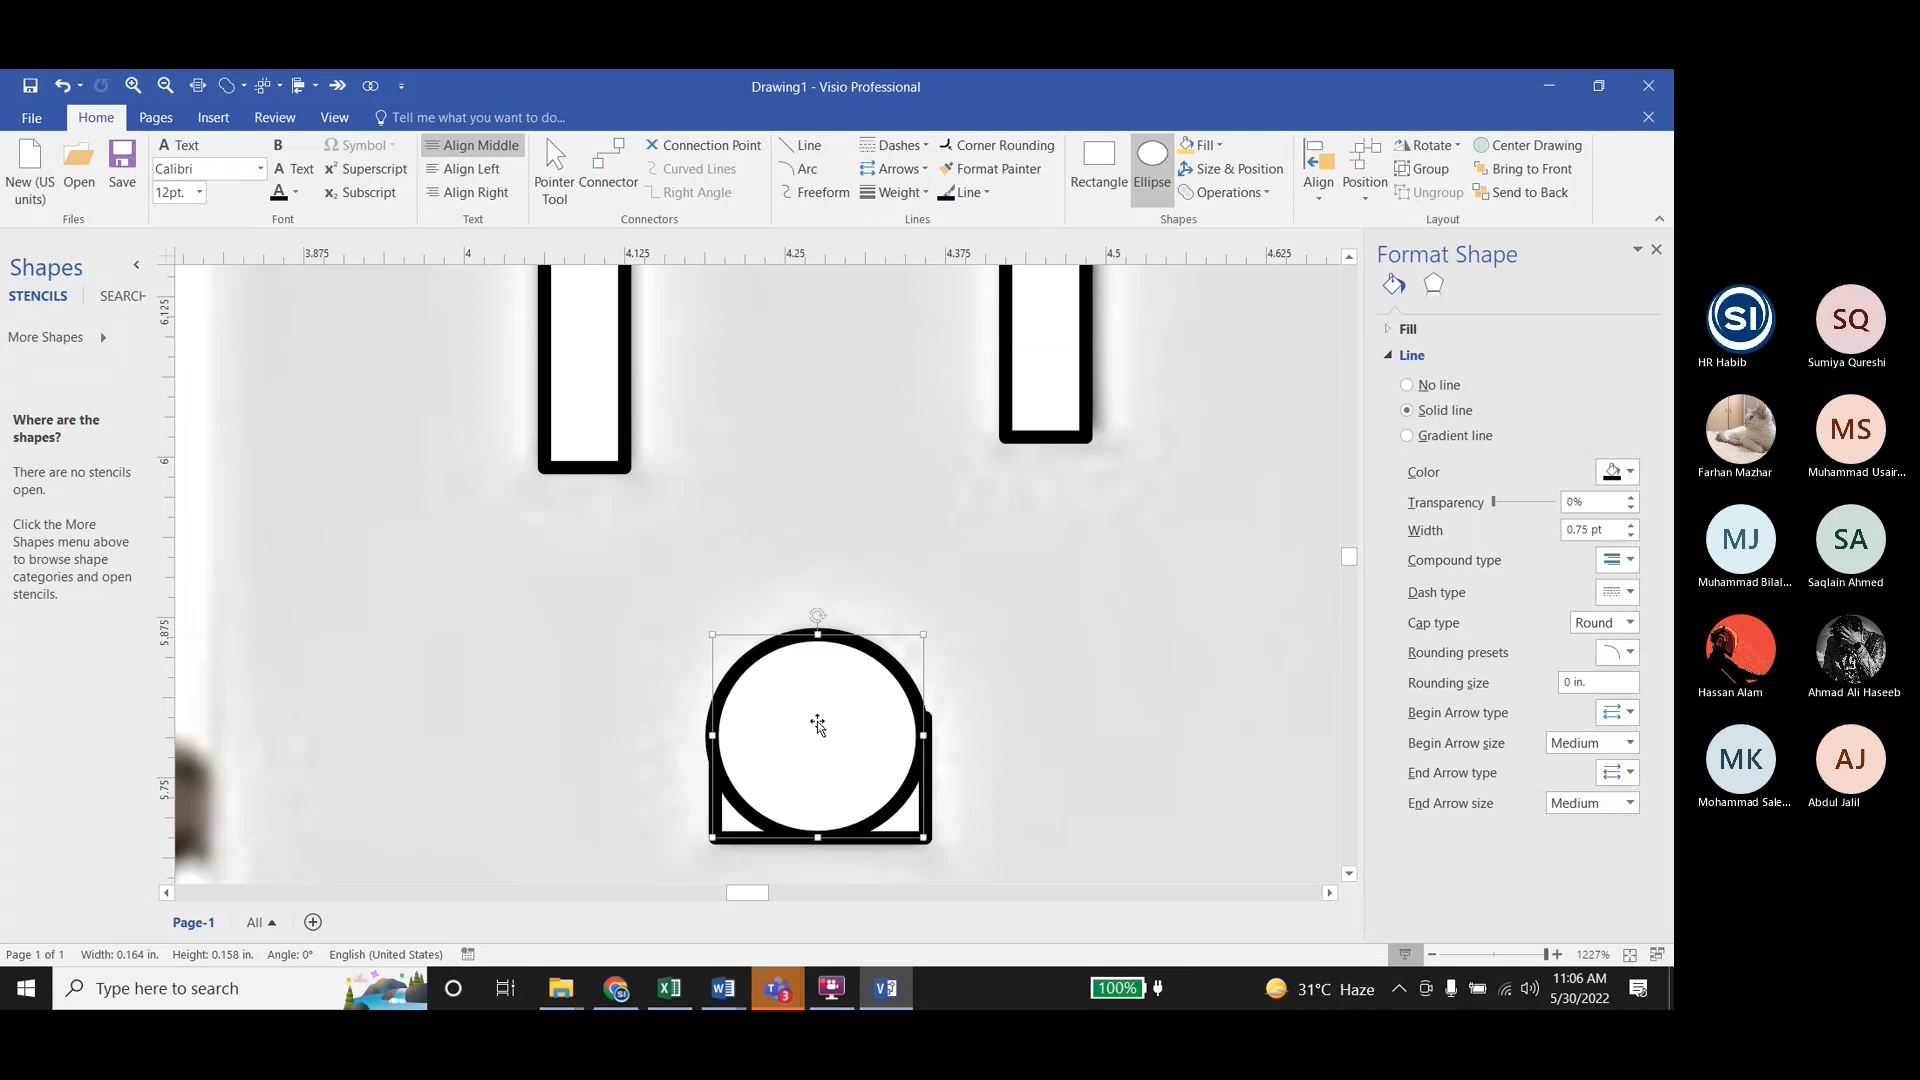 Drawing1 - Visio Professional
File
Home
Insert
Pages
Review
View
Tell me what you want to do...
New (US units)
Open
Save
Files
A Text
Calibri
12pt.
B
A Text
A
Symbol
x² Superscript
x₂ Subscript
Font
Align Middle
Align Left
Align Right
Text
Pointer Tool
Connector
Connection Point
Curved Lines
Right Angle
Connectors
Line
Arc
Freeform
Dashes
Arrows
Weight
Corner Rounding
Format Painter
Line
Lines
Rectangle
Ellipse
Fill
Size & Position
Operations
Shapes
Align
Position
Rotate
Group
Ungroup
Center Drawing
Bring to Front
Send to Back
Layout
Shapes
STENCILS
SEARCH
More Shapes
Where are the
shapes?
There are no stencils
open.
Click the More
Shapes menu above
to browse shape
categories and open
stencils.
3.875
4
4.125
4.25
4.375
4.5
4.625
6.125
6
5.875
5.75
Format Shape
Fill
Line
No line
Solid line
Gradient line
Color
Transparency
0%
Width
0.75 pt
Compound type
Dash type
Cap type
Round
Rounding presets
Rounding size
0 in.
Begin Arrow type
Begin Arrow size
Medium
End Arrow type
End Arrow size
Medium
SI
HR Habib
SQ
Sumiya Qureshi
Farhan Mazhar
MS
Muhammad Usair...
MJ
Muhammad Bilal...
SA
Saqlain Ahmed
Hassan Alam
Ahmad Ali Haseeb
MK
Mohammad Sale...
AJ
Abdul Jalil
Page-1
All
Page 1 of 1
Width: 0.164 in.
Height: 0.158 in.
Angle: 0°
English (United States)
1227%
Type here to search
3
100%
31°C Haze
11:06 AM
5/30/2022